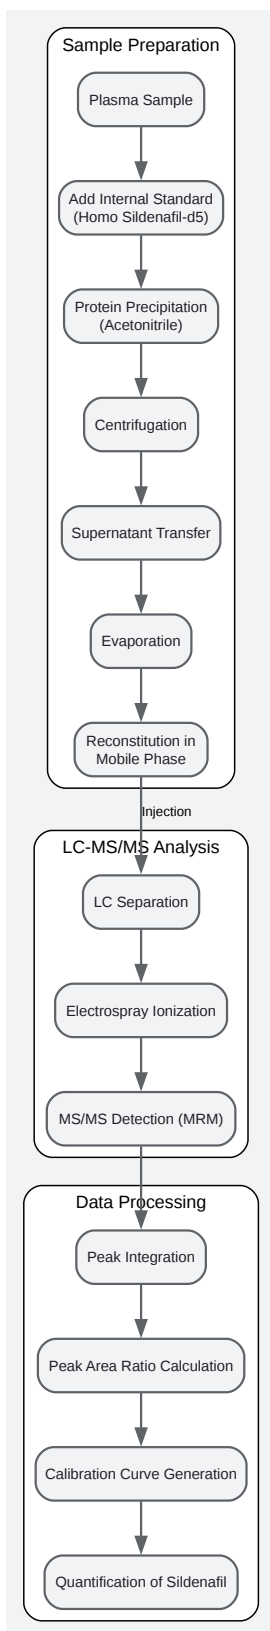 Sample Preparation
Plasma Sample
Add Internal Standard
(Homo Sildenafil-d5)
Protein Precipitation
(Acetonitrile)
Centrifugation
Supernatant Transfer
Evaporation
Reconstitution in
Mobile Phase
Injection
LC-MS/MS Analysis
LC Separation
Electrospray Ionization
MS/MS Detection (MRM)
Data Processing
Peak Integration
Peak Area Ratio Calculation
Calibration Curve Generation
Quantification of Sildenafil